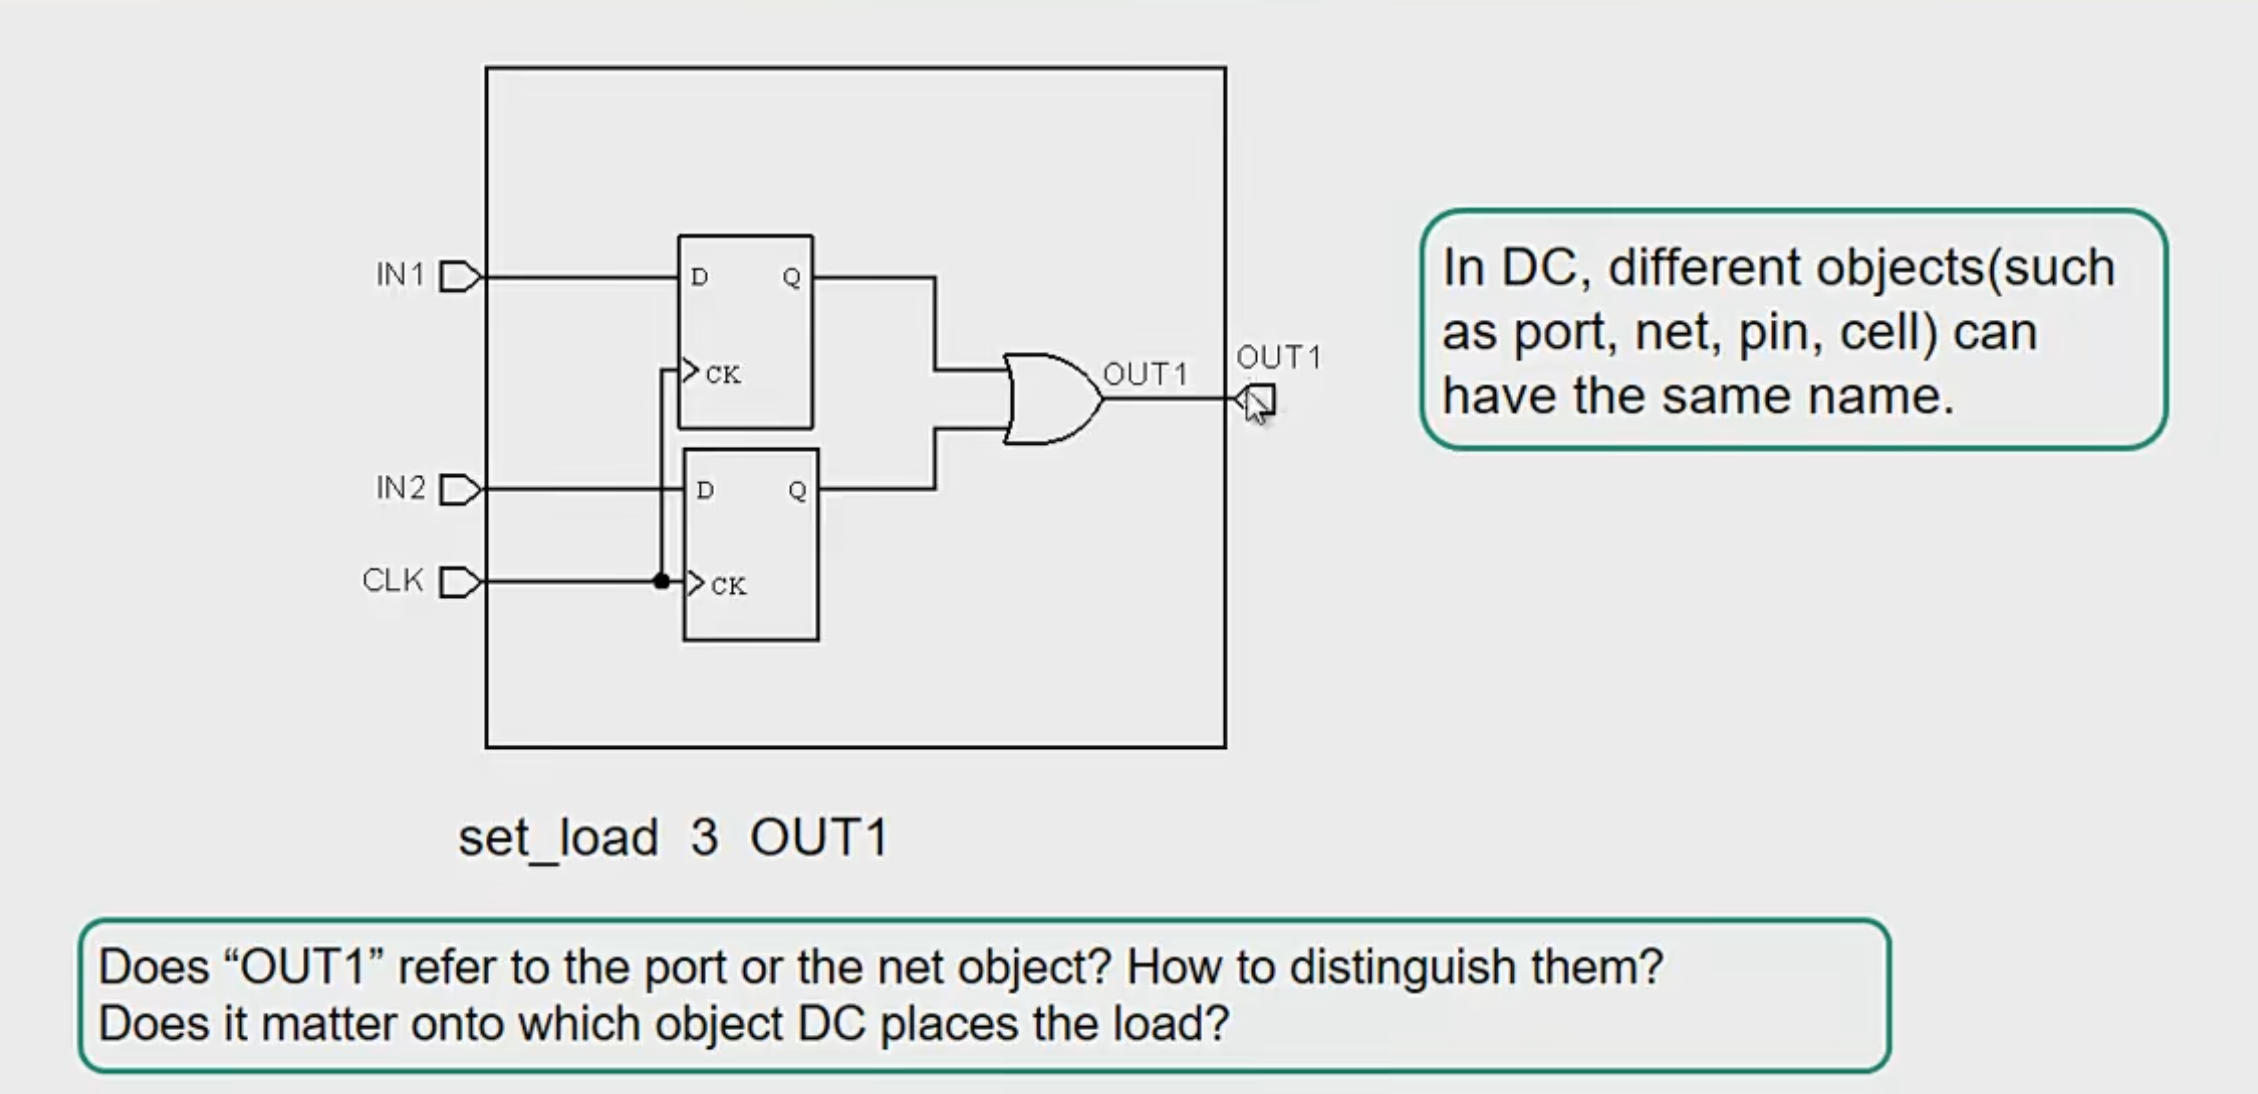 IN1
D Q
CK
OUT1
OUT1
IN2
D Q
CLK
CK
In DC, different objects(such
as port, net, pin, cell) can
have the same name.
set_load 3 OUT1
Does “OUT1” refer to the port or the net object? How to distinguish them?
Does it matter onto which object DC places the load?